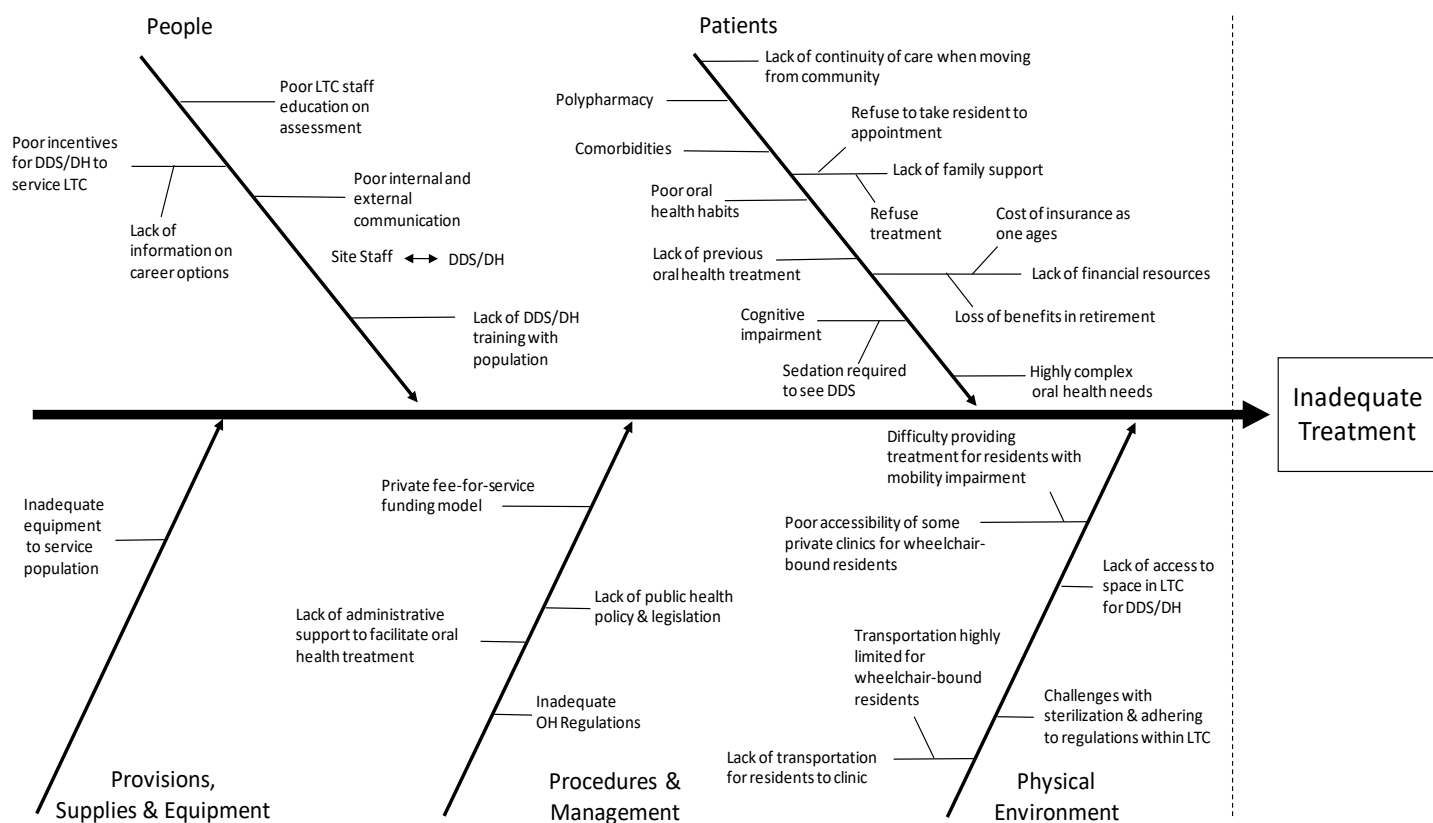 People
Poor LTC staff
education on
assessment
Poor incentives
for DDS/DH to
service LTC
Lack of
information on
career options
Poor internal and
external
communication
Site Staff
DDS/DH
Lack of DDS/DH
training with
population
Patients
Lack of continuity of care when moving
from community
Polypharmacy
Refuse to take resident to
appointment
Comorbidities
Lack of family support
Poor oral
health habits
Refuse
treatment
Cost of insurance as
one ages
Lack of previous
oral health treatment
Lack of financial resources
Loss of benefits in retirement
Cognitive
impairment
Sedation required
to see DDS
Highly complex
oral health needs
Inadequate
Treatment
Inadequate
equipment
to service
population
Provisions,
Supplies & Equipment
Private fee-for-service
funding model
Lack of public health
policy & legislation
Lack of administrative
support to facilitate oral
health treatment
Inadequate
OH Regulations
Procedures &
Management
Difficulty providing
treatment for residents with
mobility impairment
Poor accessibility of some
private clinics for wheelchair-
bound residents
Lack of access to
space in LTC
for DDS/DH
Transportation highly
limited for
wheelchair-bound
residents
Challenges with
sterilization & adhering
to regulations within LTC
Lack of transportation
for residents to clinic
Physical
Environment